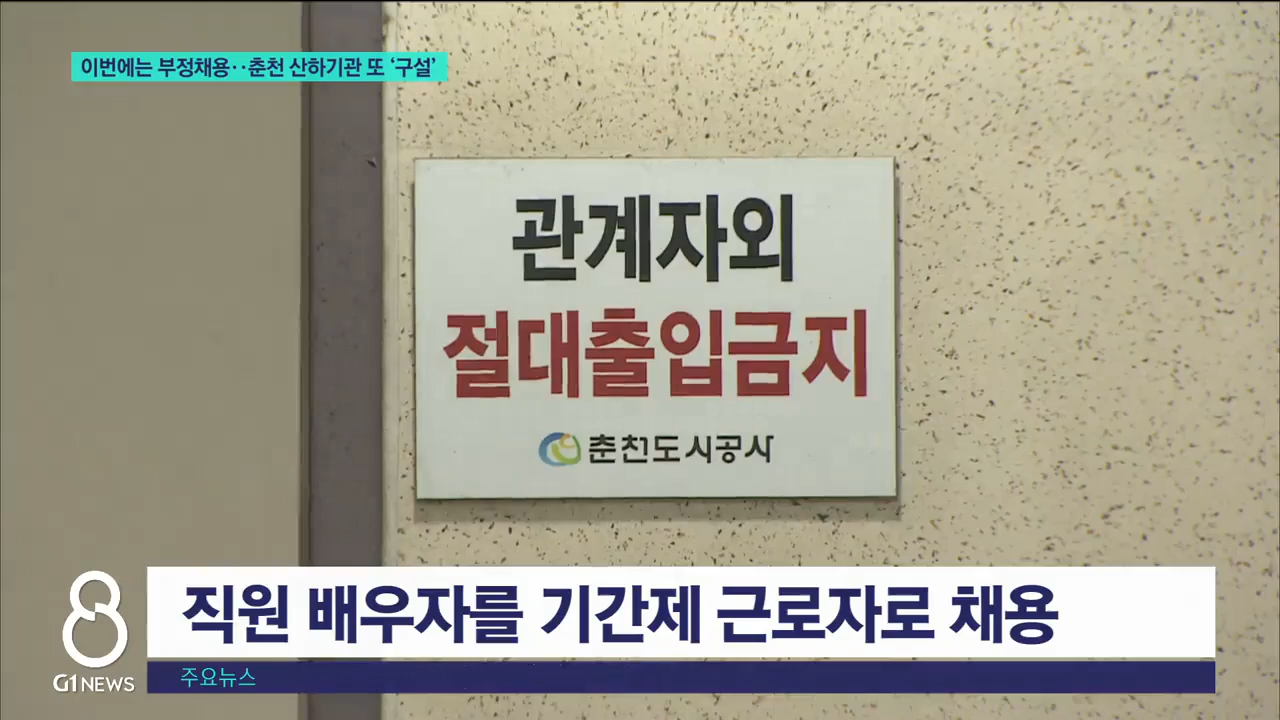 이번에는 부정채용‥춘천 산하기관 또 ‘구설’
관계자외
절대출입금지
춘천도시공사
직원 배우자를 기간제 근로자로 채용
8
G1 NEWS
주요뉴스